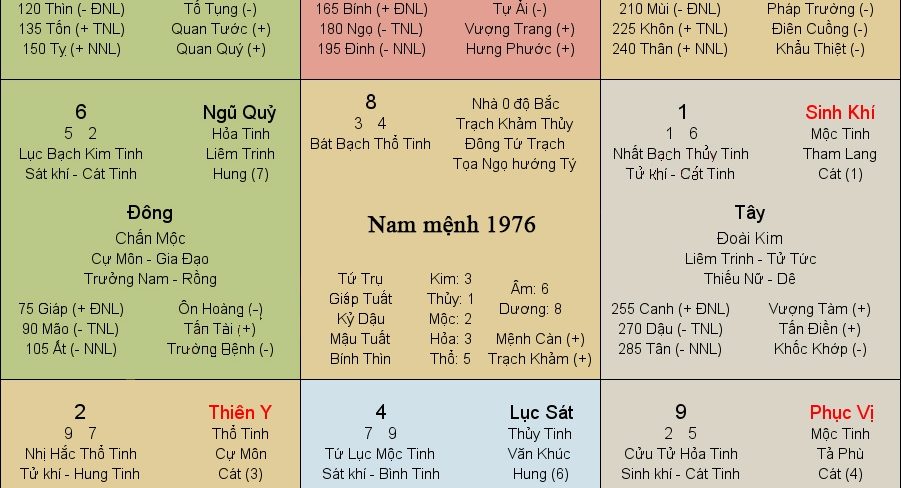 120 Thìn (- ĐNL) Tố Tụng (-)
135 Tốn (+ TNL) Quan Tước (+)
150 Tỵ (+ NNL) Quan Quý (+)
165 Bính (+ ĐNL) Tự Ải (-)
180 Ngọ (- TNL) Vượng Trang (+)
195 Đinh (- NNL) Hưng Phước (+)
210 Mùi (- ĐNL) Pháp Trường (-)
225 Khôn (+ TNL) Điên Cuồng (-)
240 Thân (+ NNL) Khẩu Thiệt (-)
6 Ngũ Quỷ
5 2 Hỏa Tinh
Lục Bạch Kim Tinh Liêm Trinh
Sát khí - Cát Tinh Hung (7)
Đông
Chấn Mộc
Cự Môn - Gia Đạo
Trưởng Nam - Rồng
75 Giáp (+ ĐNL) Ôn Hoàng (-)
90 Mão (- TNL) Tấn Tài (+)
105 Ất (- NNL) Trường Bệnh (-)
8 Nhà 0 độ Bắc
3 4 Trạch Khảm Thủy
Bát Bạch Thổ Tinh Đông Tứ Trạch
Tọa Ngọ hướng Tý
Nam mệnh 1976
Tứ Trụ Kim: 3 Âm: 6
Giáp Tuất Thủy: 1 Dương: 8
Kỷ Dậu Mộc: 2
Mậu Tuất Hỏa: 3 Mệnh Càn (+)
Bính Thìn Thổ: 5 Trạch Khảm (+)
1 Sinh Khí
1 6 Mộc Tinh
Nhất Bạch Thủy Tinh Tham Lang
Tử khí - Cát Tinh Cát (1)
Tây
Đoài Kim
Liêm Trinh - Tử Tức
Thiếu Nữ - Dê
255 Canh (+ ĐNL) Vượng Tàm (+)
270 Dậu (- TNL) Tấn Điền (+)
285 Tân (- NNL) Khốc Khớp (-)
2 Thiên Y
9 7 Thổ Tinh
Nhị Hắc Thổ Tinh Cự Môn
Tử khí - Hung Tinh Cát (3)
4 Lục Sát
7 9 Thủy Tinh
Tứ Lục Mộc Tinh Văn Khúc
Sát khí - Bình Tinh Hung (6)
9 Phục Vị
2 5 Mộc Tinh
Cửu Tử Hỏa Tinh Tả Phù
Sinh khí - Cát Tinh Cát (4)